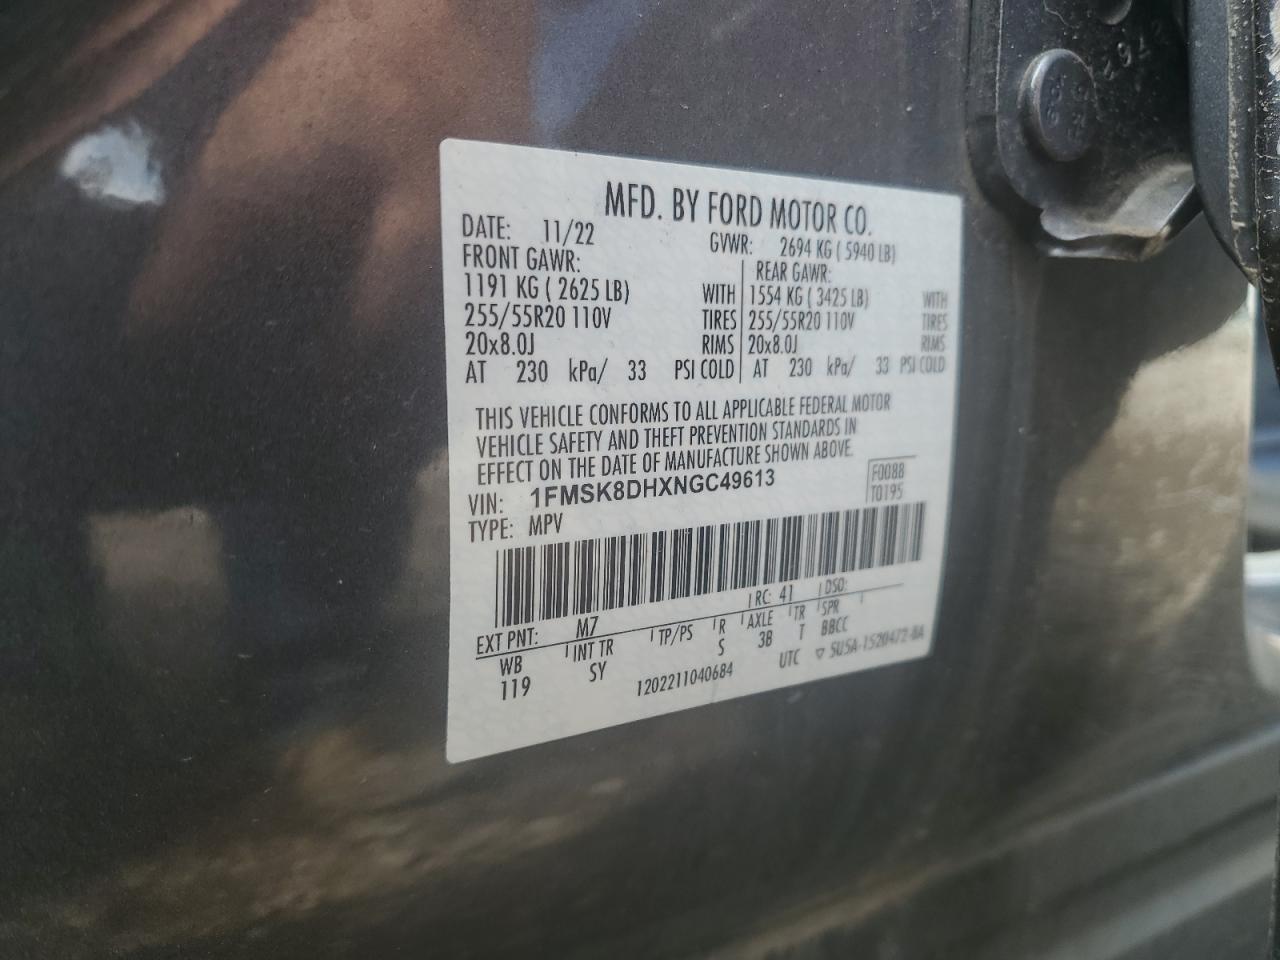 MFD. BY FORD MOTOR CO.
DATE: 11/22 GVWR: 2694 KG ( 5940 LB)
FRONT GAWR: REAR GAWR:
1191 KG ( 2625 LB) WITH 1554 KG ( 3425 LB) WITH
255/55R20 110V TIRES 255/55R20 110V TIRES
20x8.0J RIMS 20x8.0J RIMS
AT 230 kPa/ 33 PSI COLD AT 230 kPa/ 33 PSI COLD
THIS VEHICLE CONFORMS TO ALL APPLICABLE FEDERAL MOTOR
VEHICLE SAFETY AND THEFT PREVENTION STANDARDS IN
EFFECT ON THE DATE OF MANUFACTURE SHOWN ABOVE.
VIN: 1FMSK8DHXNGC49613 F0088
TYPE: MPV T0195
EXT PNT: M7 RC: 41 DSO:
WB INT TR TP/PS R AXLE TR SPR
119 SY S 3B T BBCC
1202211040684 UTC ▽ 5U5A-1520472-BA